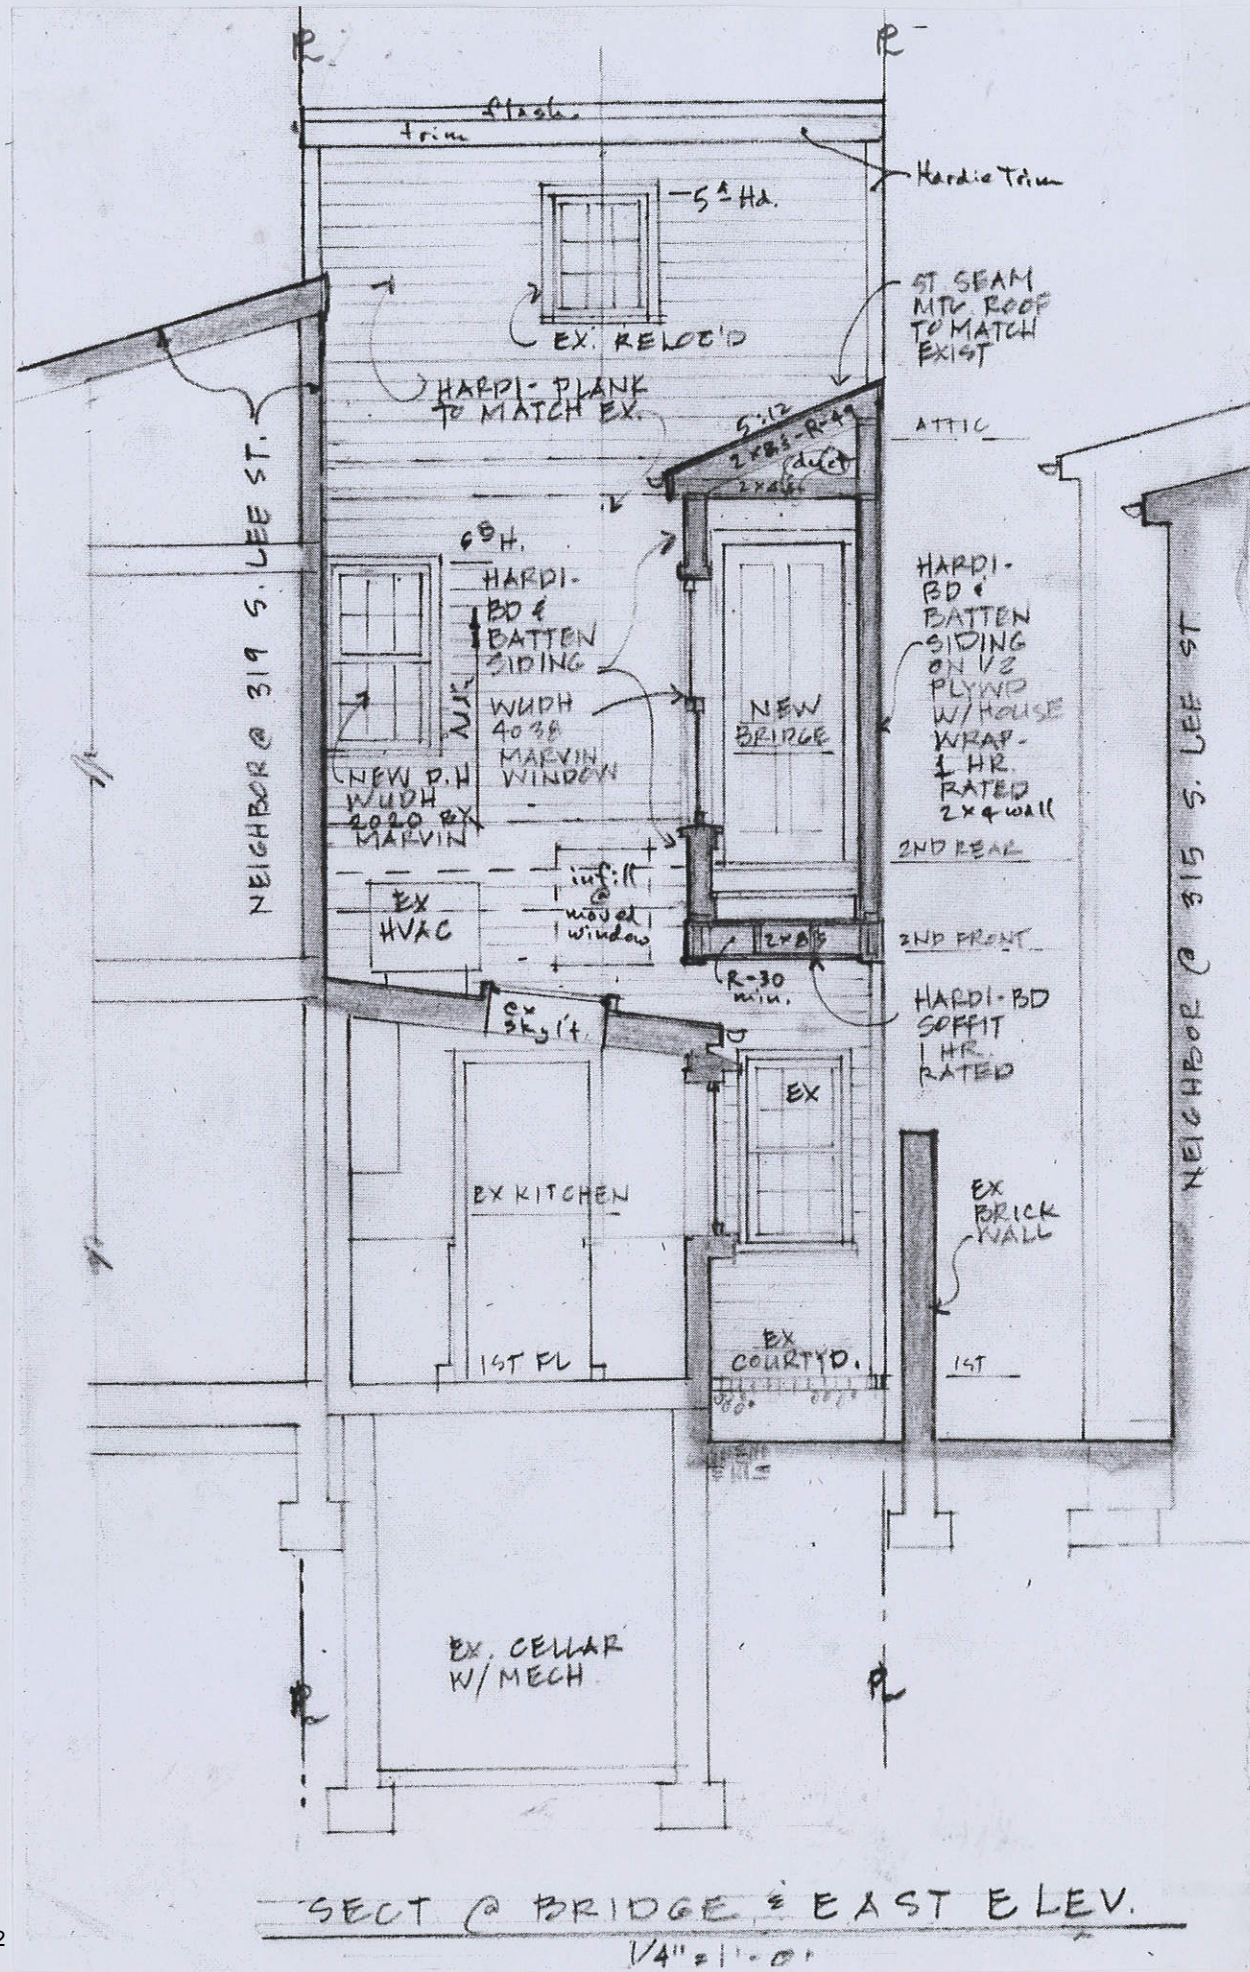 PL
PL
flash.
trim
Hardie Trim
5⁴ Hd.
EX. RELOC'D
ST SEAM
MTL ROOF
TO MATCH
EXIST
HARDI-PLANK
TO MATCH EX.
5:12
2x8's - R-49
duct
ATTIC
NEIGHBOR @ 319 S. LEE ST.
6⁸ H.
HARDI-
BD &
BATTEN
SIDING
WUDH
4038
MARVIN
WINDOW
NEW D.H
WUDH
2020 BY
MARVIN
NEW
BRIDGE
HARDI-
BD &
BATTEN
SIDING
ON 1/2
PLYWD
W/HOUSE
WRAP-
1 HR.
RATED
2x4 wall
NEIGHBOR @ 315 S. LEE ST
2ND REAR
EX
HVAC
infill
@
moved
window
2x8's
2ND FRONT
R-30
min.
HARDI-BD
SOFFIT
1 HR.
RATED
ex
skylt.
EX
EX KITCHEN
EX
BRICK
WALL
1ST FL
EX
COURTYD.
1ST
EX. CELLAR
W/MECH
PL
PL
SECT @ BRIDGE & EAST ELEV.
1/4" = 1'-0"
2